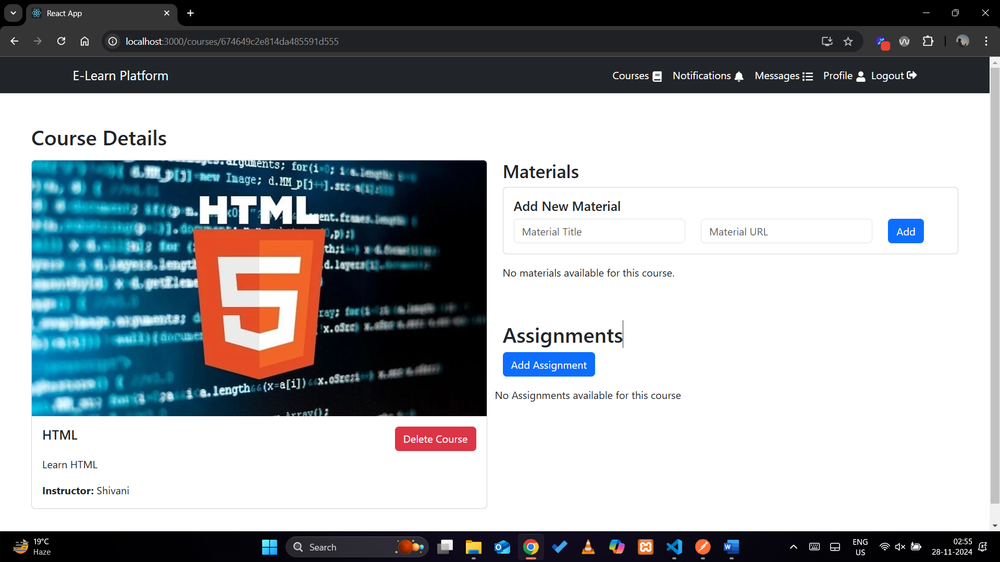 React App
localhost:3000/courses/674649c2e814da485591d555
E-Learn Platform
Courses
Notifications
Messages
Profile
Logout
Course Details
HTML
HTML
Delete Course
Learn HTML
Instructor: Shivani
Materials
Add New Material
Material Title
Material URL
Add
No materials available for this course.
Assignments
Add Assignment
No Assignments available for this course
19°C
Haze
Search
ENG
US
02:55
28-11-2024